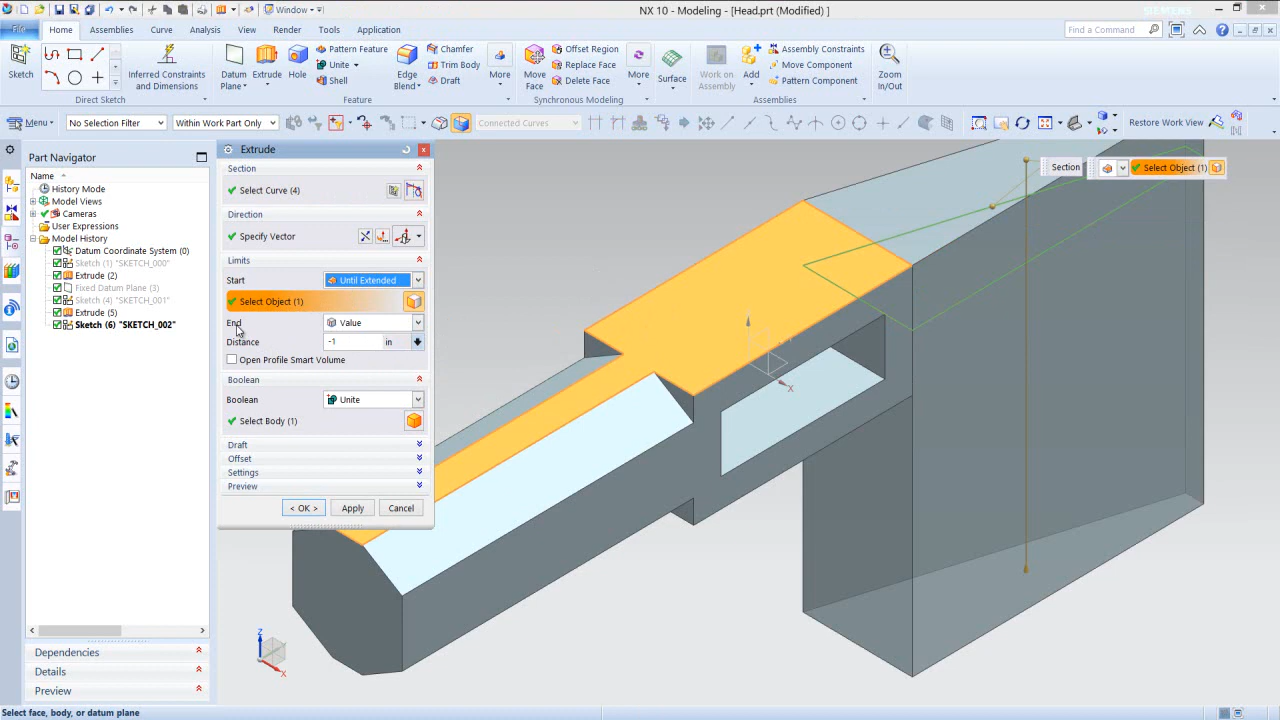 Window
NX 10 - Modeling - [Head.prt (Modified) ]
SIEMENS
File Home Assemblies Curve Analysis View Render Tools Application
Find a Command
Sketch
Inferred Constraints
and Dimensions
Direct Sketch
Datum
Plane
Extrude
Hole
Pattern Feature
Unite
Shell
Edge
Blend
Chamfer
Trim Body
Draft
More
Feature
Move
Face
Offset Region
Replace Face
Delete Face
More
Synchronous Modeling
Surface
Work on
Assembly
Add
Assembly Constraints
Move Component
Pattern Component
Assemblies
Zoom
In/Out
Menu No Selection Filter Within Work Part Only Connected Curves Restore Work View
Part Navigator
Name
History Mode
Model Views
Cameras
User Expressions
Model History
Datum Coordinate System (0)
Sketch (1) "SKETCH_000"
Extrude (2)
Fixed Datum Plane (3)
Sketch (4) "SKETCH_001"
Extrude (5)
Sketch (6) "SKETCH_002"
Dependencies
Details
Preview
Extrude
Section
Select Curve (4)
Direction
Specify Vector
Limits
Start Until Extended
Select Object (1)
End Value
Distance -1 in
Open Profile Smart Volume
Boolean
Boolean Unite
Select Body (1)
Draft
Offset
Settings
Preview
< OK > Apply Cancel
Section Select Object (1)
X
Z
X
Select face, body, or datum plane